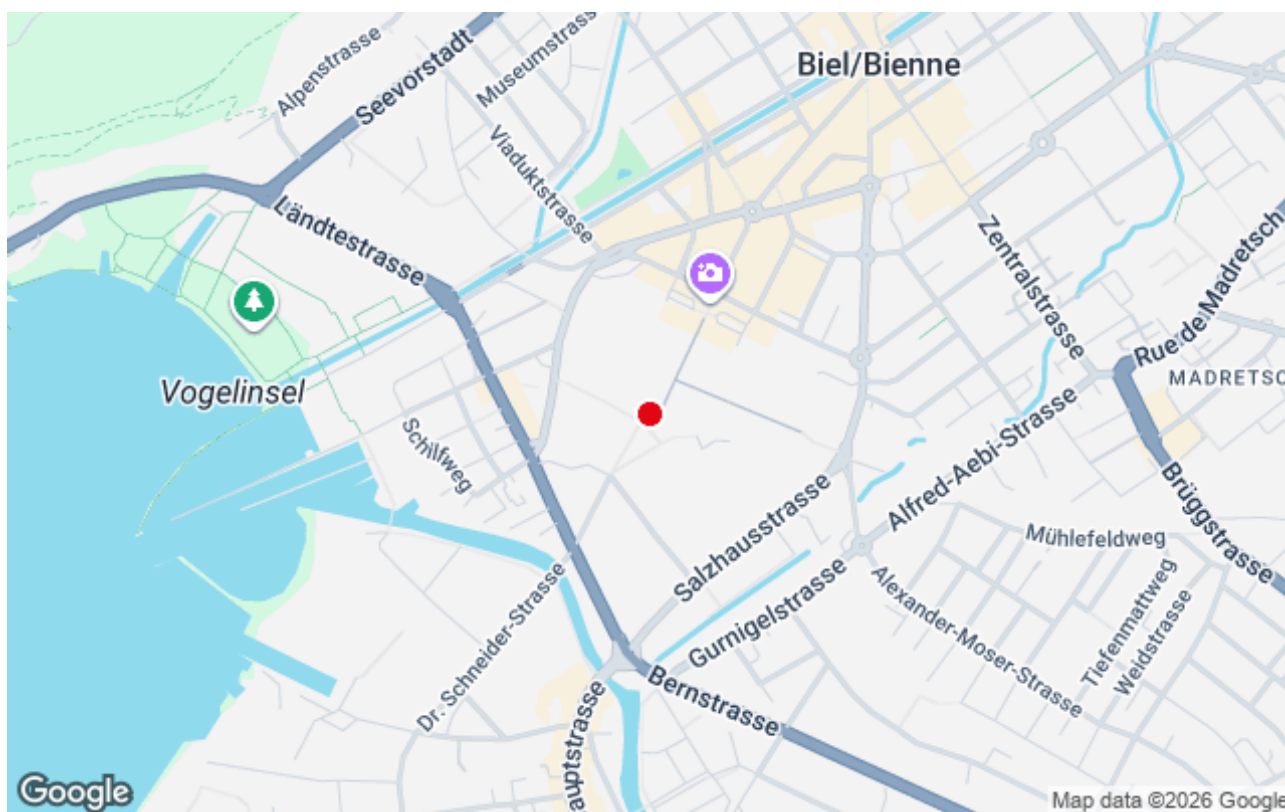 Biel/Bienne
Seevorstadt
Alpenstrasse
Museumstrass
Viaduktstrasse
Ländtestrasse
Zentralstrasse
Rue de Madretsch
MADRETSC
Vogelinsel
Schilfweg
Alfred-Aebi-Strasse
Brüggstrasse
Salzhausstrasse
Mühlefeldweg
Gurnigelstrasse
Alexander-Moser-Strasse
Tiefenmattweg
Weidstrasse
Dr. Schneider-Strasse
Bernstrasse
auptstrasse
Google
Map data ©2026 Google